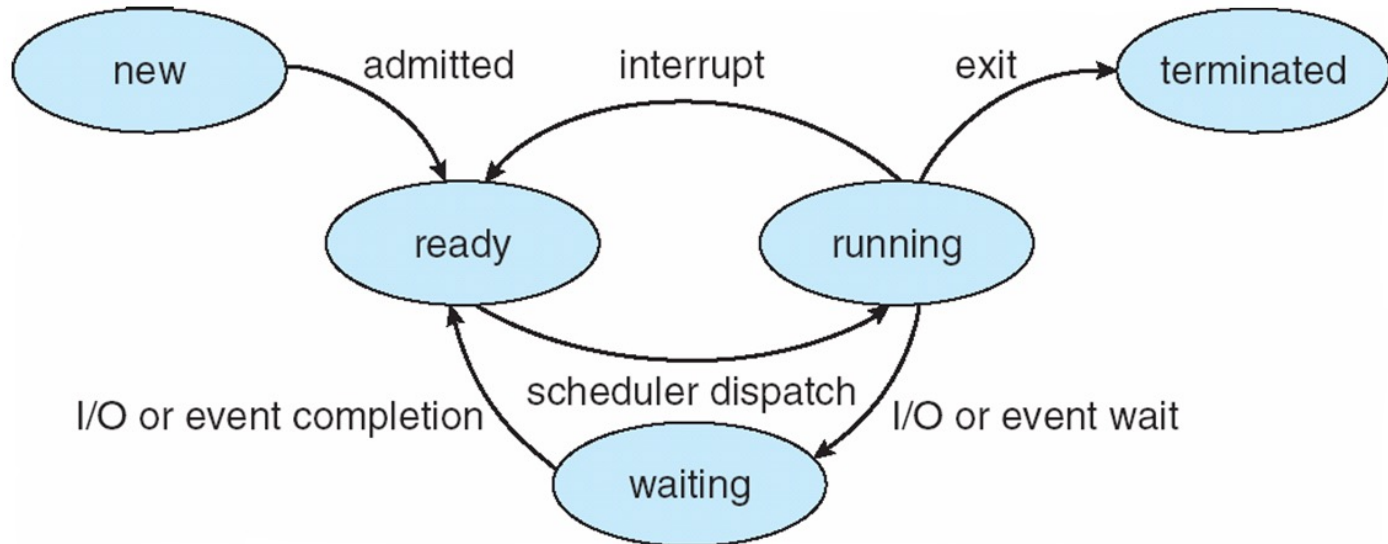 new
admitted
interrupt
exit
terminated
ready
running
scheduler dispatch
I/O or event completion
I/O or event wait
waiting